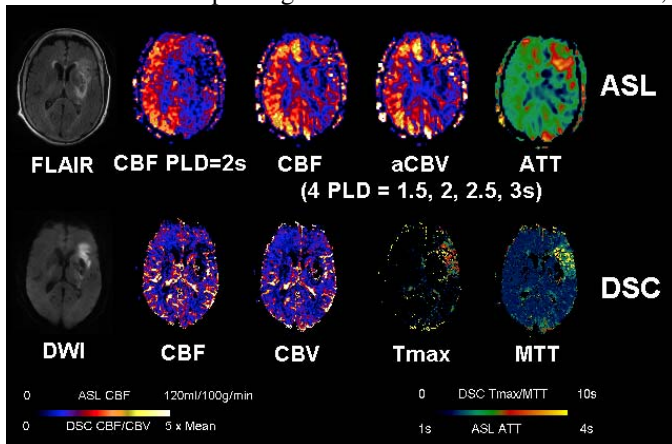 ASL
FLAIR CBF PLD=2s CBF aCBV ATT
(4 PLD = 1.5, 2, 2.5, 3s)
DSC
DWI CBF CBV Tmax MTT
0 ASL CBF 120ml/100g/min
0 DSC CBF/CBV 5 x Mean
0 DSC Tmax/MTT 10s
1s ASL ATT 4s